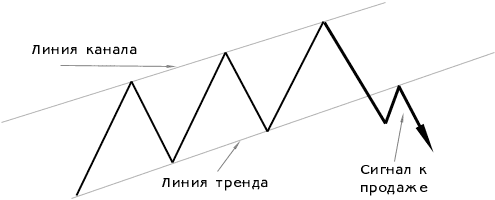 Линия канала
Линия тренда
Сигнал к
продаже